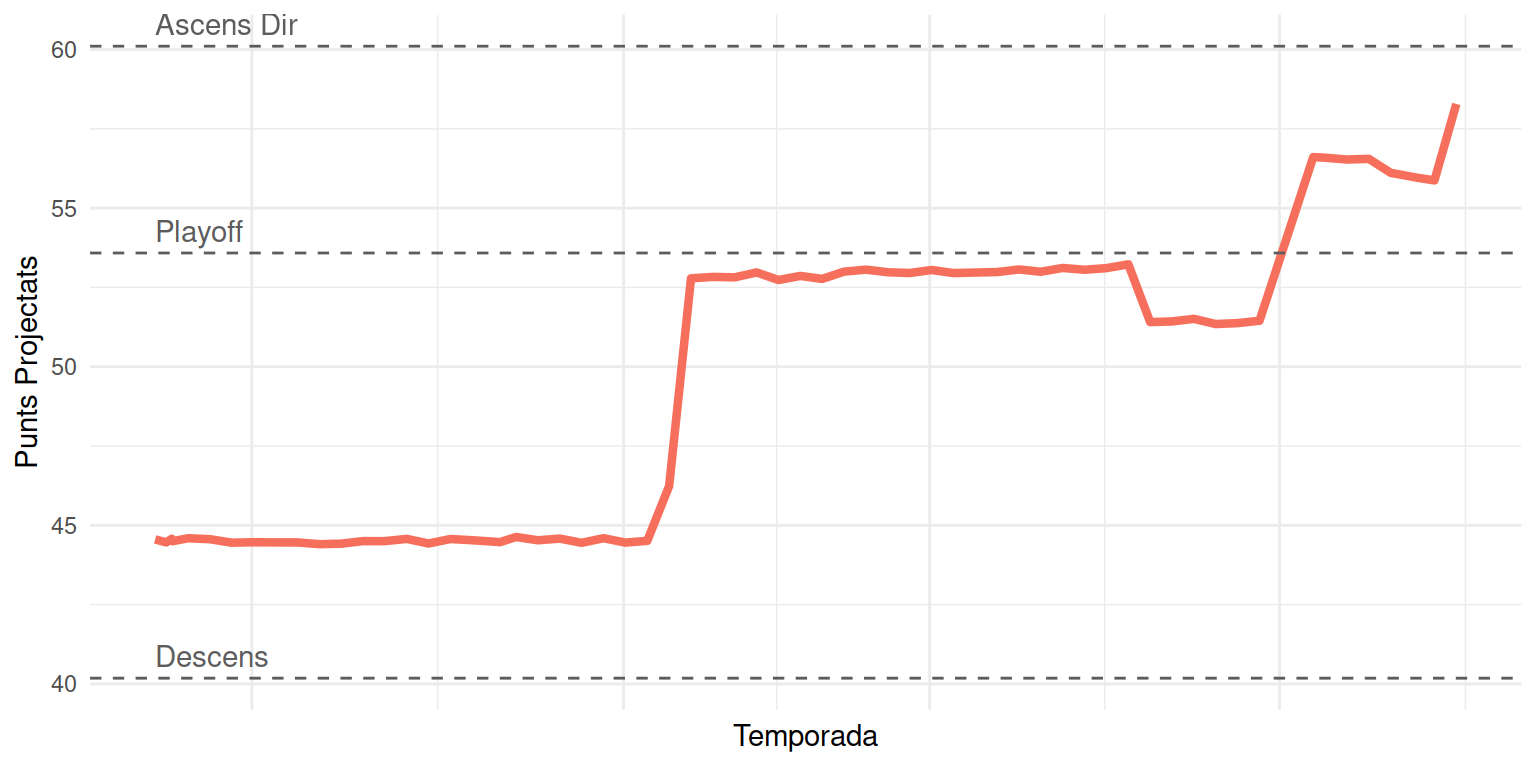 Ascens Dir
60
55
Playoff
Punts Projectats
50
45
Descens
40
Temporada